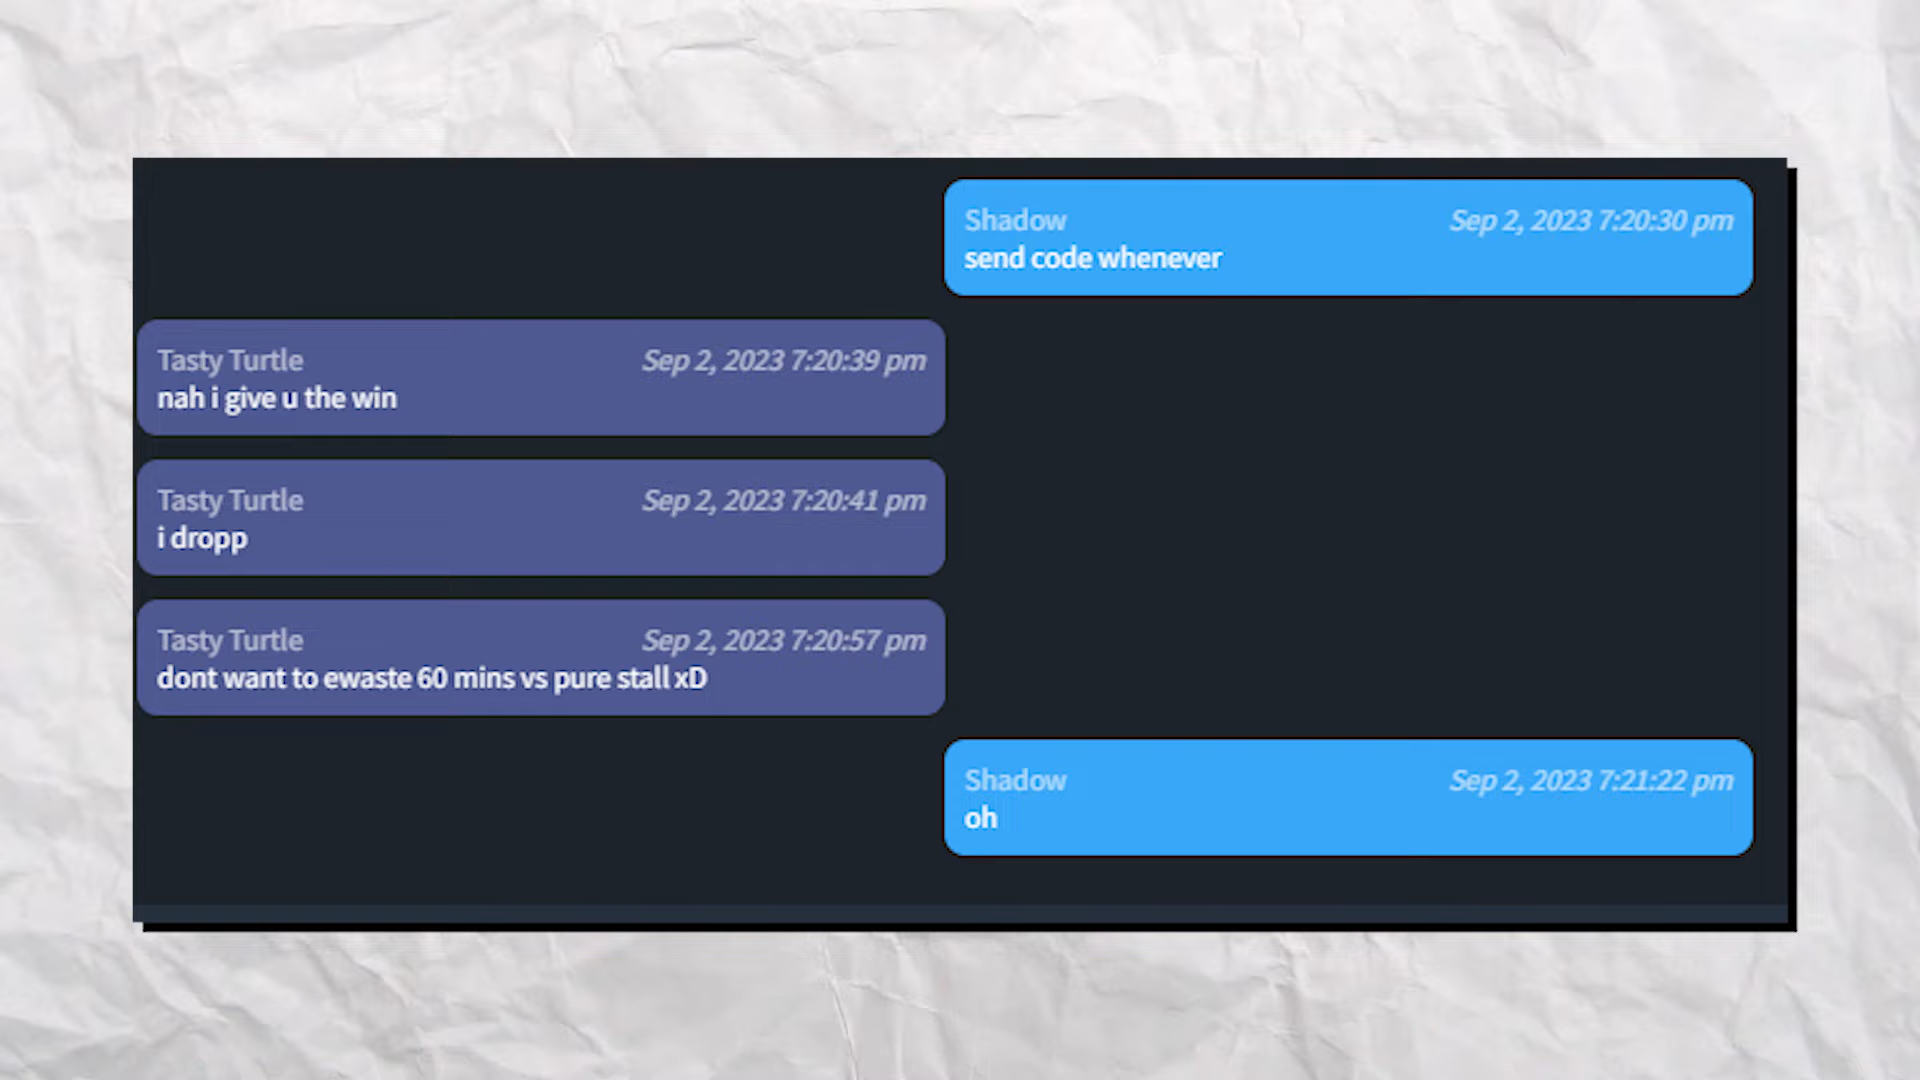 Shadow Sep 2, 2023 7:20:30 pm
send code whenever
Tasty Turtle Sep 2, 2023 7:20:39 pm
nah i give u the win
Tasty Turtle Sep 2, 2023 7:20:41 pm
i dropp
Tasty Turtle Sep 2, 2023 7:20:57 pm
dont want to ewaste 60 mins vs pure stall xD
Shadow Sep 2, 2023 7:21:22 pm
oh